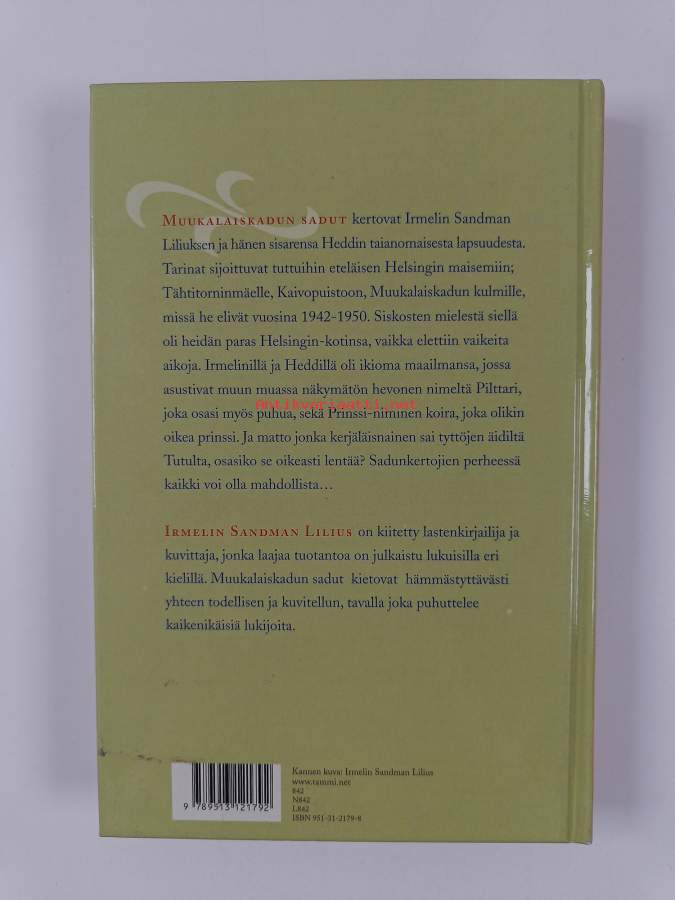 MUUKALAISKADUN SADUT kertovat Irmelin Sandman
Liliuksen ja hänen sisarensa Heddin taianomaisesta lapsuudesta.
Tarinat sijoittuvat tuttuihin eteläisen Helsingin maisemiin;
Tähtitorninmäelle, Kaivopuistoon, Muukalaiskadun kulmille,
missä he elivät vuosina 1942-1950. Siskosten mielestä siellä
oli heidän paras Helsingin-kotinsa, vaikka elettiin vaikeita
aikoja. Irmelinillä ja Heddillä oli ikioma maailmansa, jossa
asustivat muun muassa näkymätön hevonen nimeltä Pilttari,
Antikvariaatti.net
joka osasi myös puhua, sekä Prinssi-niminen koira, joka olikin
oikea prinssi. Ja matto jonka kerjäläisnainen sai tyttöjen äidiltä
Tutulta, osasiko se oikeasti lentää? Sadunkertojien perheessä
kaikki voi olla mahdollista…
IRMELIN SANDMAN LILIUS on kiitetty lastenkirjailija ja
kuvittaja, jonka laajaa tuotantoa on julkaistu lukuisilla eri
kielillä. Muukalaiskadun sadut kietovat hämmästyttävästi
yhteen todellisen ja kuvitellun, tavalla joka puhuttelee
kaikenikäisiä lukijoita.
Kannen kuva: Irmelin Sandman Lilius
www.tammi.net
842
N842
L842
ISBN 951-31-2179-8
9 789513 121792